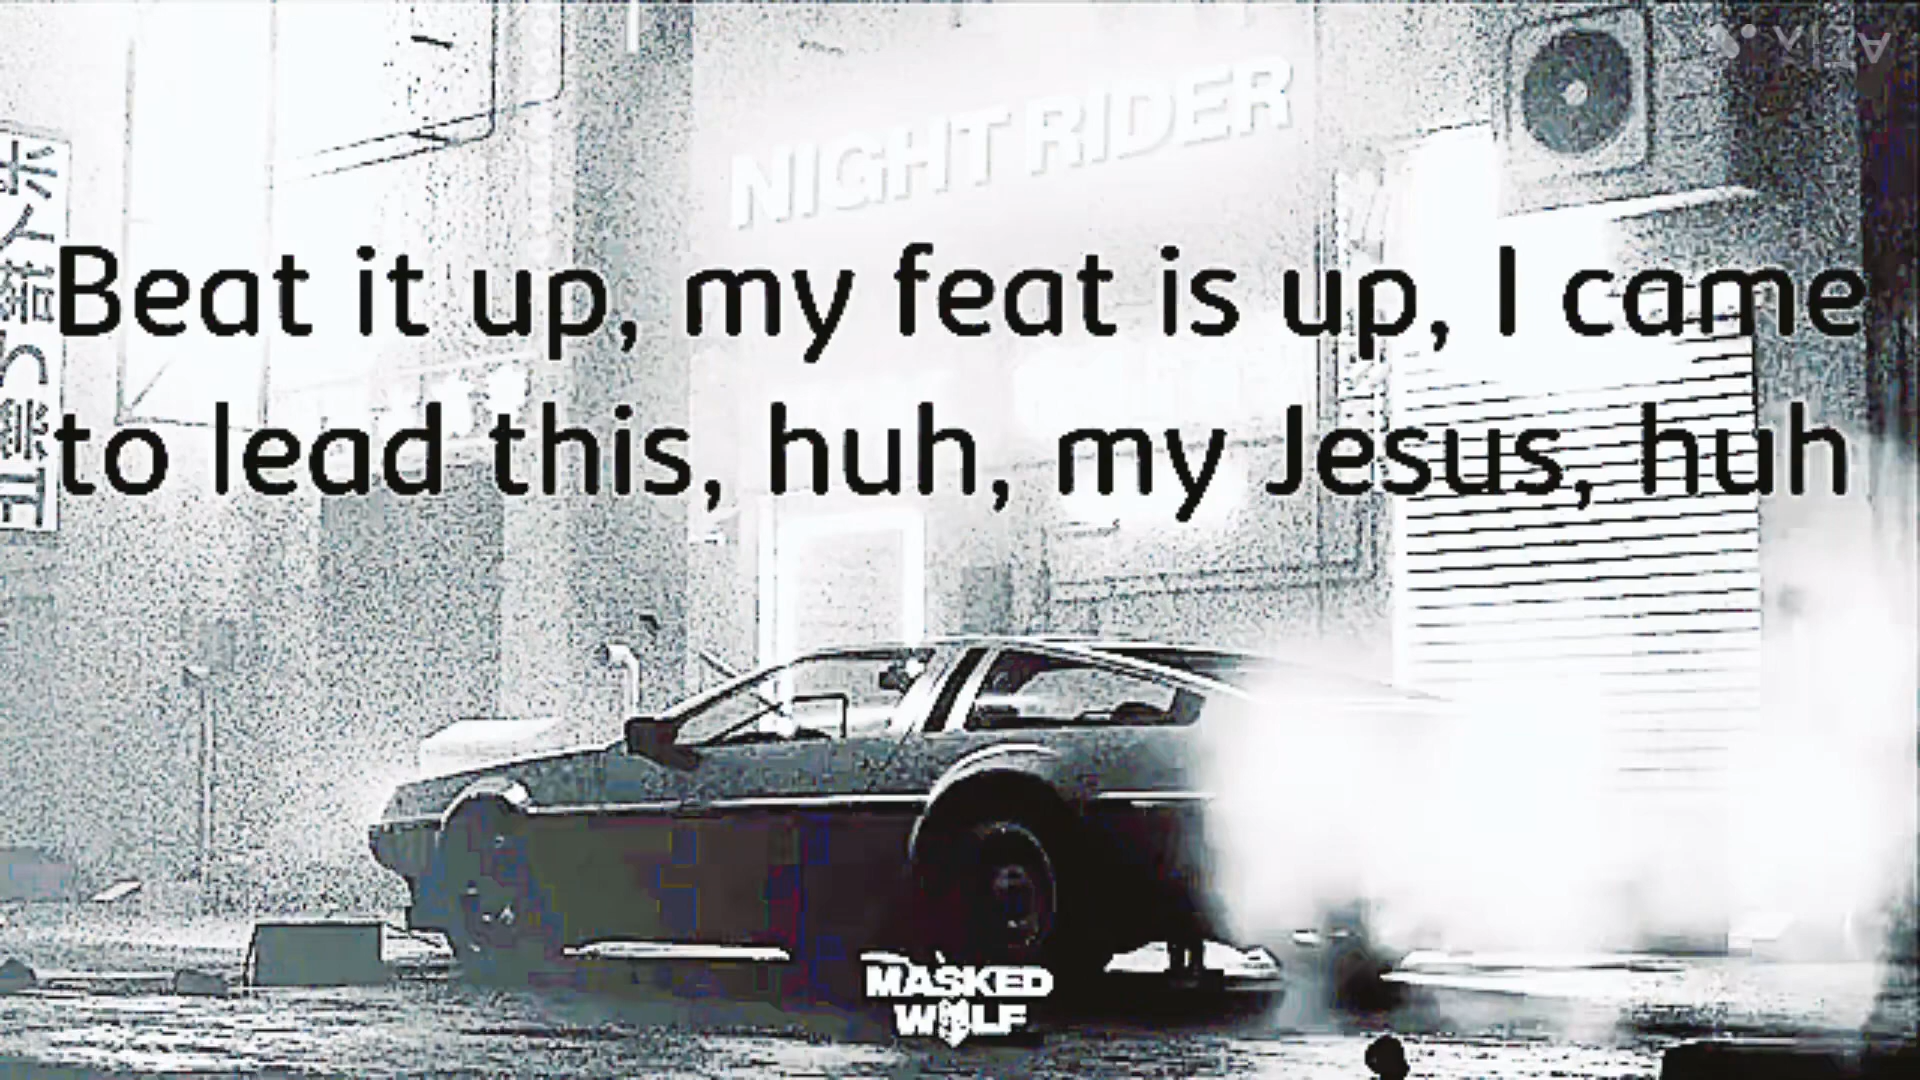 VITA
NIGHT RIDER
Beat it up, my feat is up, I came
to lead this, huh, my Jesus, huh
MASKED
WOLF